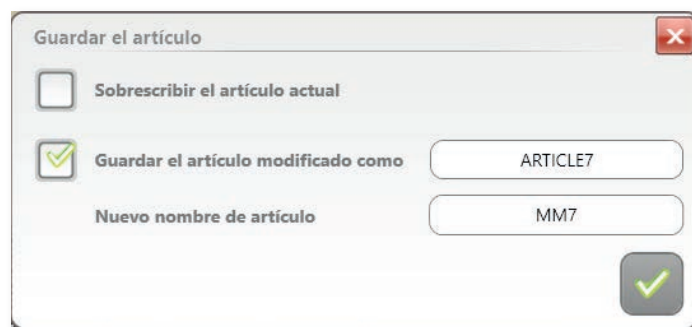 Guardar el artículo
Sobrescribir el artículo actual
Guardar el artículo modificado como ARTICLE7
Nuevo nombre de artículo MM7